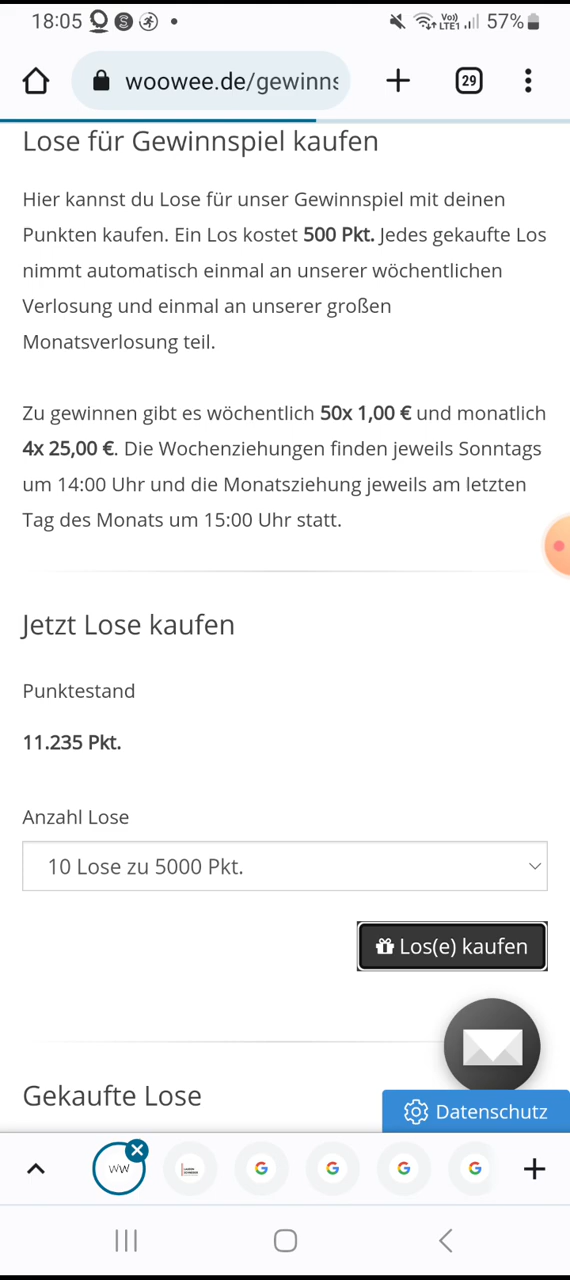 18:05 S Vo)) LTE1 57%
woowee.de/gewinns 29
Lose für Gewinnspiel kaufen
Hier kannst du Lose für unser Gewinnspiel mit deinen
Punkten kaufen. Ein Los kostet 500 Pkt. Jedes gekaufte Los
nimmt automatisch einmal an unserer wöchentlichen
Verlosung und einmal an unserer großen
Monatsverlosung teil.
Zu gewinnen gibt es wöchentlich 50x 1,00 € und monatlich
4x 25,00 €. Die Wochenziehungen finden jeweils Sonntags
um 14:00 Uhr und die Monatsziehung jeweils am letzten
Tag des Monats um 15:00 Uhr statt.
Jetzt Lose kaufen
Punktestand
11.235 Pkt.
Anzahl Lose
10 Lose zu 5000 Pkt.
Los(e) kaufen
Gekaufte Lose
Datenschutz
WW G G G G